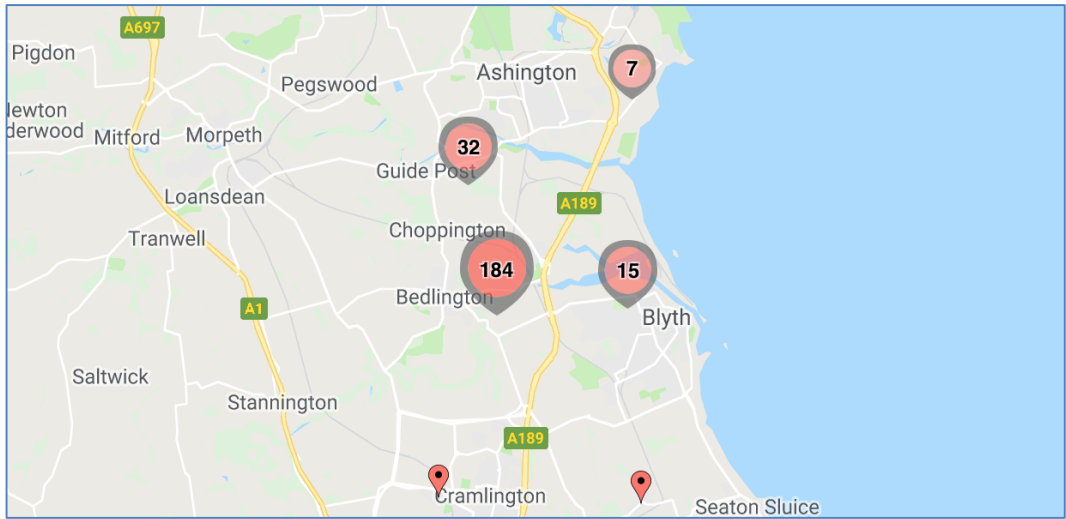 A697
Pigdon
7
Ashington
Pegswood
Newton
derwood
Mitford
Morpeth
32
Guide Post
Loansdean
A189
Choppington
Tranwell
184
15
Bedlington
A1
Blyth
Saltwick
Stannington
A189
Cramlington
Seaton Sluice